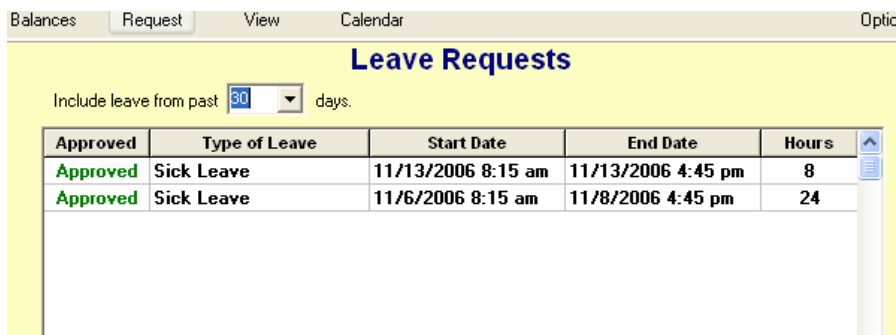 Balances Request View Calendar Optio
Leave Requests
Include leave from past 30 days.
Approved Type of Leave Start Date End Date Hours
Approved Sick Leave 11/13/2006 8:15 am 11/13/2006 4:45 pm 8
Approved Sick Leave 11/6/2006 8:15 am 11/8/2006 4:45 pm 24